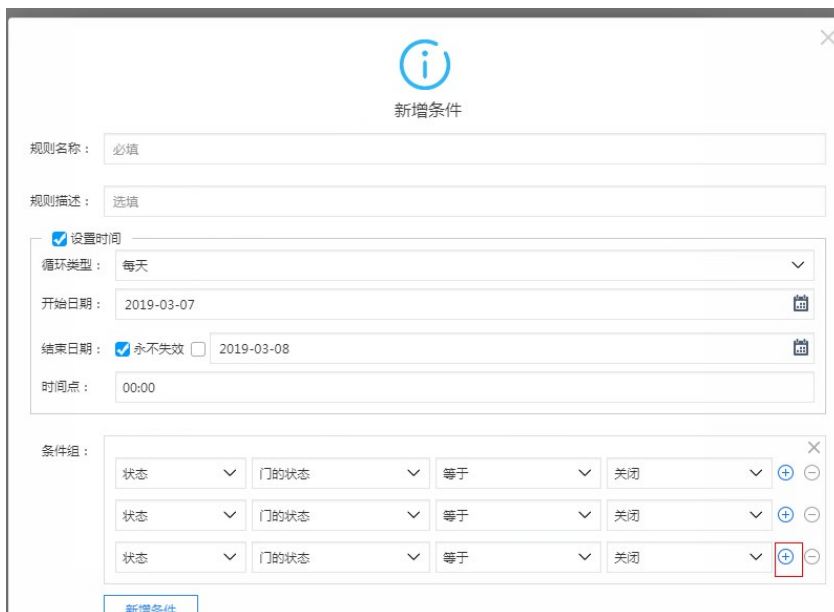 新增条件
规则名称： 必填
规则描述： 选填
设置时间
循环类型： 每天
开始日期： 2019-03-07
结束日期： 永不失效 2019-03-08
时间点： 00:00
条件组：
状态 门的状态 等于 关闭
状态 门的状态 等于 关闭
状态 门的状态 等于 关闭
新增条件